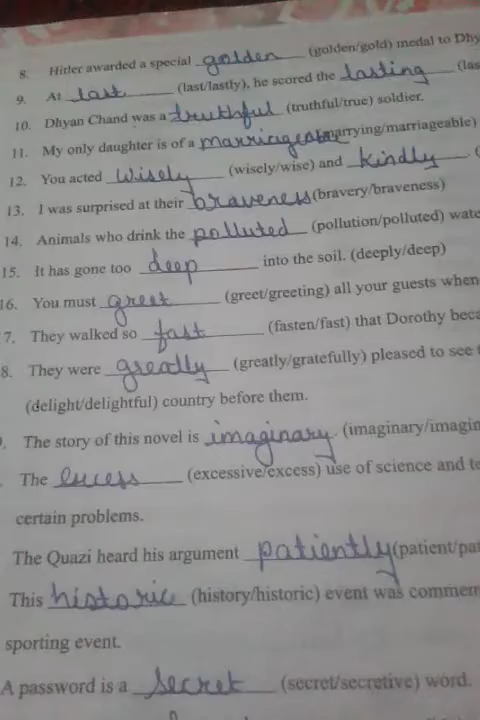 8. Hitler awarded a special golden (golden/gold) medal to Dhy
9. At last (last/lastly), he scored the lasting (las
10. Dhyan Chand was a truthful (truthful/true) soldier.
11. My only daughter is of a marriageable (marrying/marriageable)
12. You acted wisely (wisely/wise) and kindly (
13. I was surprised at their braveness (bravery/braveness)
14. Animals who drink the polluted (pollution/polluted) wate
15. It has gone too deep into the soil. (deeply/deep)
16. You must greet (greet/greeting) all your guests when
7. They walked so fast (fasten/fast) that Dorothy beca
8. They were greatly (greatly/gratefully) pleased to see t
(delight/delightful) country before them.
. The story of this novel is imaginary. (imaginary/imagin
. The excess (excessive/excess) use of science and te
certain problems.
The Quazi heard his argument patiently (patient/pat
This historic (history/historic) event was commem
sporting event.
A password is a secret (secret/secretive) word.